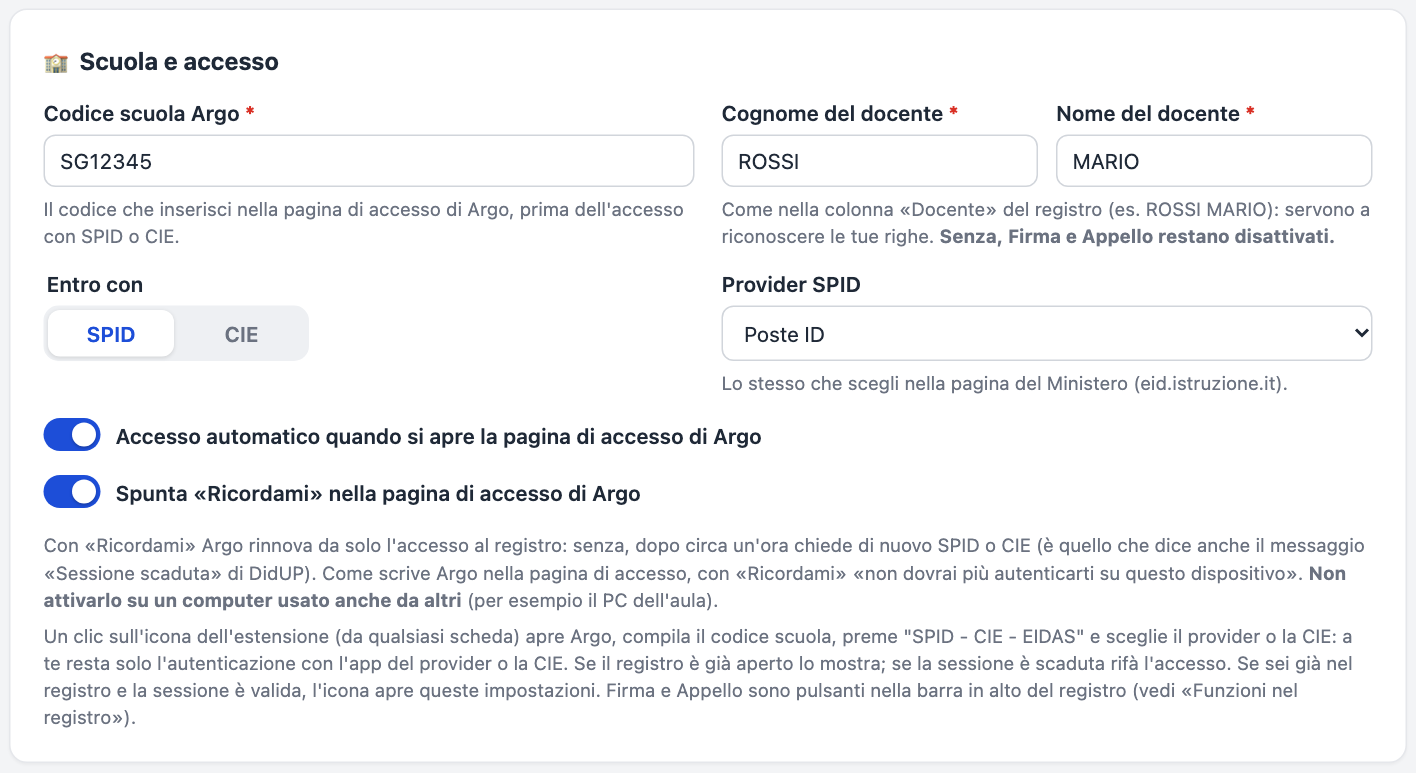 Scuola e accesso
Codice scuola Argo *
SG12345
Il codice che inserisci nella pagina di accesso di Argo, prima dell'accesso
con SPID o CIE.
Cognome del docente *
ROSSI
Nome del docente *
MARIO
Come nella colonna «Docente» del registro (es. ROSSI MARIO): servono a
riconoscere le tue righe. Senza, Firma e Appello restano disattivati.
Entro con
SPID
CIE
Provider SPID
Poste ID
Lo stesso che scegli nella pagina del Ministero (eid.istruzione.it).
Accesso automatico quando si apre la pagina di accesso di Argo
Spunta «Ricordami» nella pagina di accesso di Argo
Con «Ricordami» Argo rinnova da solo l'accesso al registro: senza, dopo circa un'ora chiede di nuovo SPID o CIE (è quello che dice anche il messaggio
«Sessione scaduta» di DidUP). Come scrive Argo nella pagina di accesso, con «Ricordami» «non dovrai più autenticarti su questo dispositivo». Non
attivarlo su un computer usato anche da altri (per esempio il PC dell'aula).
Un clic sull'icona dell'estensione (da qualsiasi scheda) apre Argo, compila il codice scuola, preme "SPID - CIE - EIDAS" e sceglie il provider o la CIE: a
te resta solo l'autenticazione con l'app del provider o la CIE. Se il registro è già aperto lo mostra; se la sessione è scaduta rifà l'accesso. Se sei già nel
registro e la sessione è valida, l'icona apre queste impostazioni. Firma e Appello sono pulsanti nella barra in alto del registro (vedi «Funzioni nel
registro»).